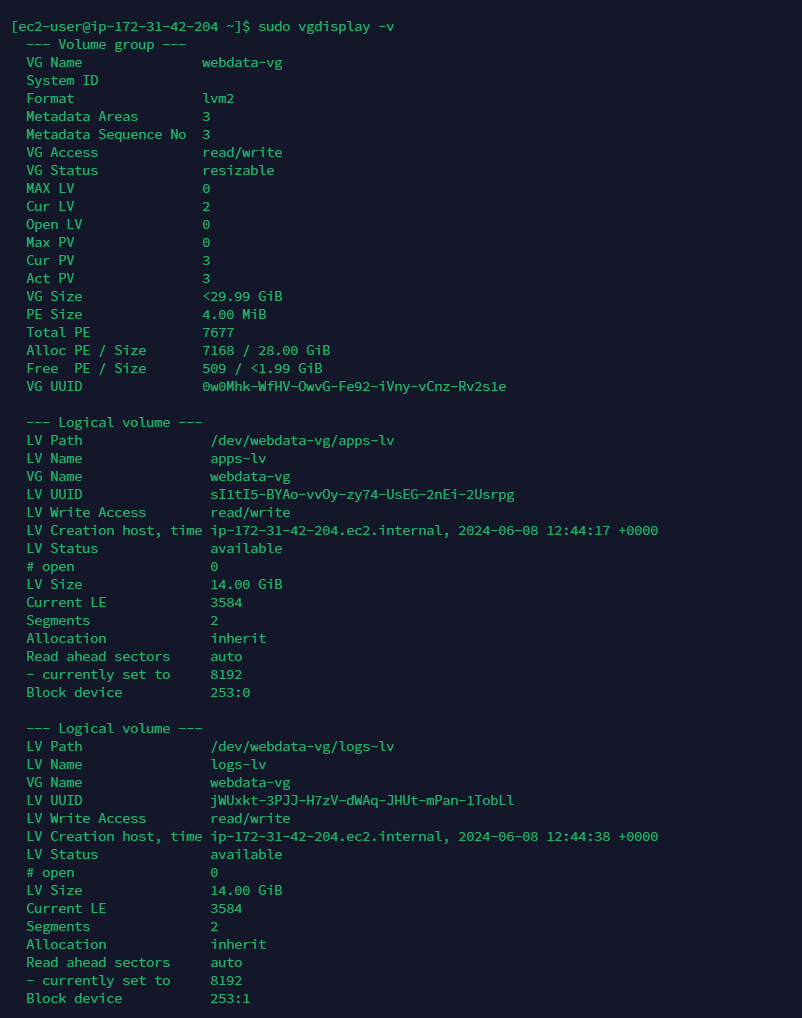 [ec2-user@ip-172-31-42-204 ~]$ sudo vgdisplay -v
--- Volume group ---
VG Name               webdata-vg
System ID
Format                lvm2
Metadata Areas        3
Metadata Sequence No  3
VG Access             read/write
VG Status             resizable
MAX LV                0
Cur LV                2
Open LV               0
Max PV                0
Cur PV                3
Act PV                3
VG Size               <29.99 GiB
PE Size               4.00 MiB
Total PE              7677
Alloc PE / Size       7168 / 28.00 GiB
Free  PE / Size       509 / <1.99 GiB
VG UUID               0w0Mhk-WfHV-OwvG-Fe92-iVny-vCnz-Rv2s1e
--- Logical volume ---
LV Path                /dev/webdata-vg/apps-lv
LV Name                apps-lv
VG Name                webdata-vg
LV UUID                sI1tI5-BYAo-vvOy-zy74-UsEG-2nEi-2Usrpg
LV Write Access        read/write
LV Creation host, time ip-172-31-42-204.ec2.internal, 2024-06-08 12:44:17 +0000
LV Status              available
# open                 0
LV Size                14.00 GiB
Current LE             3584
Segments               2
Allocation             inherit
Read ahead sectors     auto
- currently set to     8192
Block device           253:0
--- Logical volume ---
LV Path                /dev/webdata-vg/logs-lv
LV Name                logs-lv
VG Name                webdata-vg
LV UUID                jWUxkt-3PJJ-H7zV-dWAq-JHUt-mPan-1TobLl
LV Write Access        read/write
LV Creation host, time ip-172-31-42-204.ec2.internal, 2024-06-08 12:44:38 +0000
LV Status              available
# open                 0
LV Size                14.00 GiB
Current LE             3584
Segments               2
Allocation             inherit
Read ahead sectors     auto
- currently set to     8192
Block device           253:1